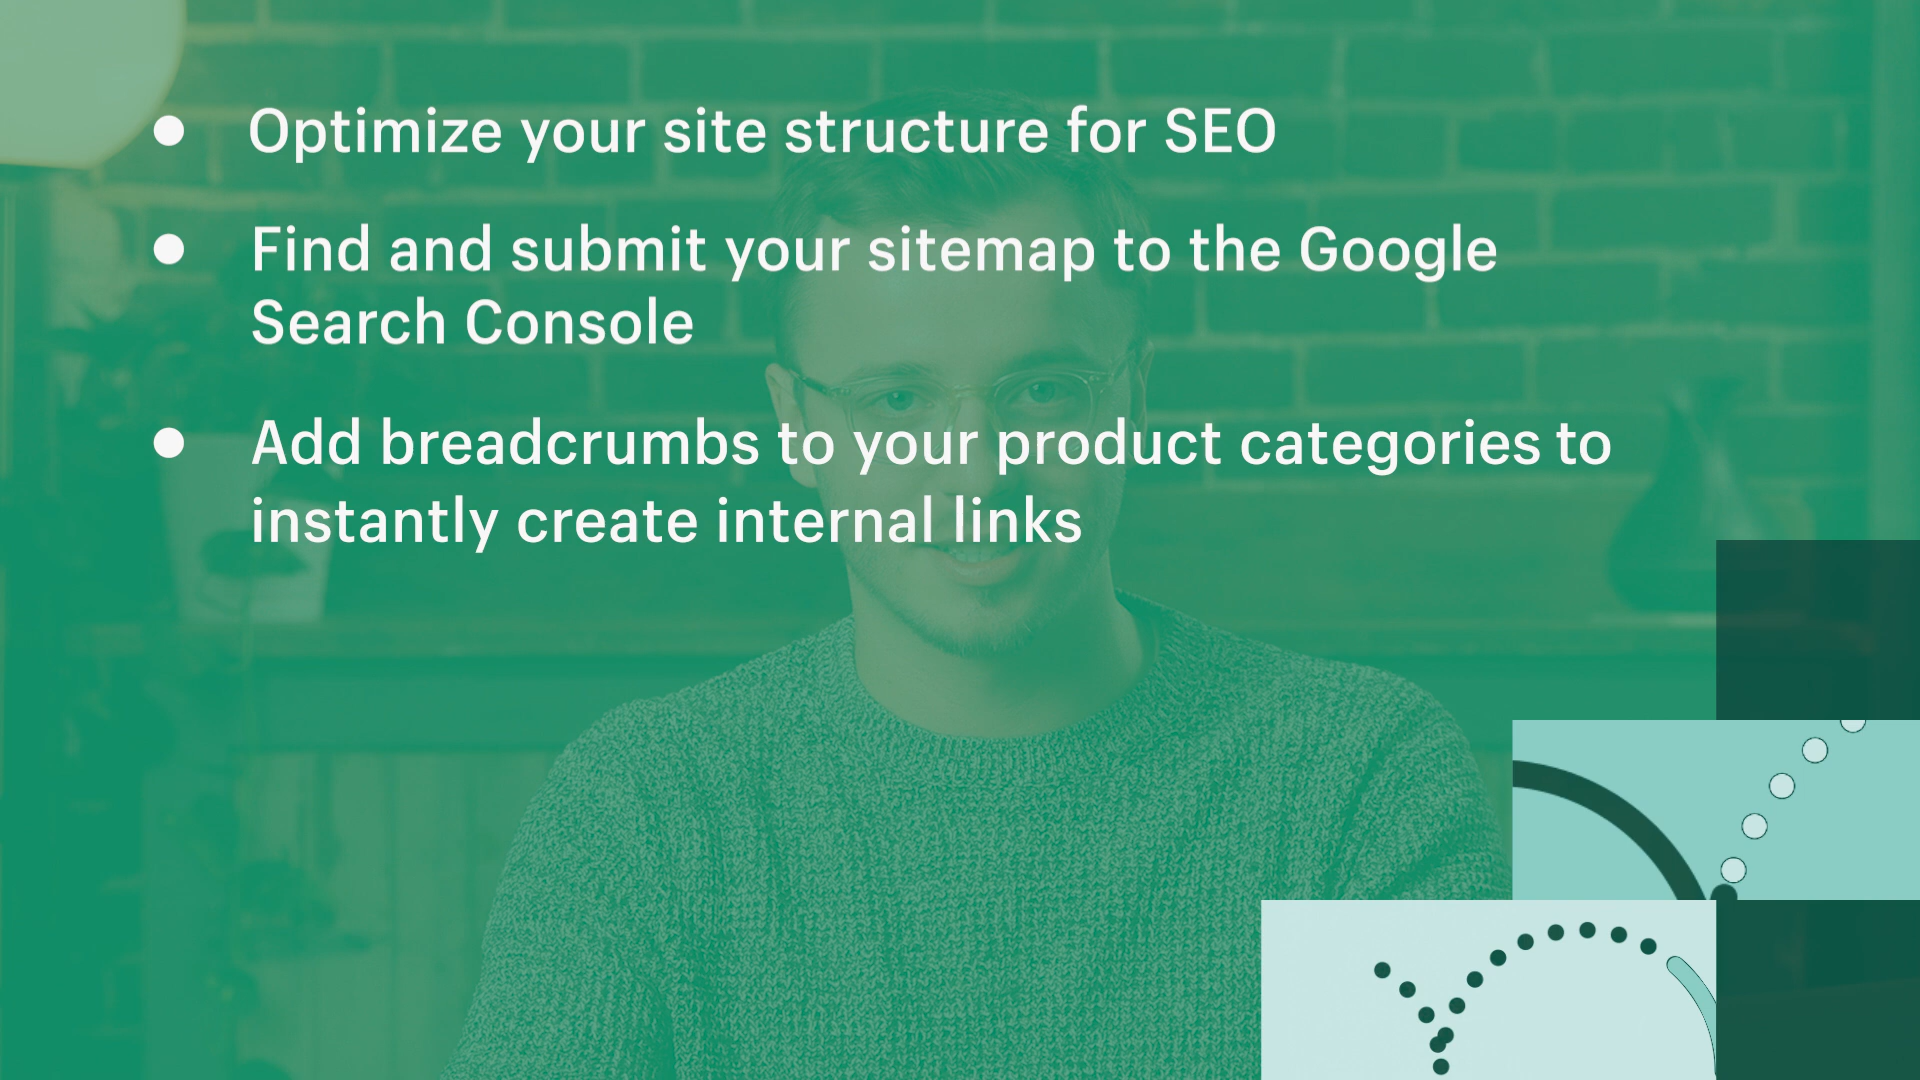 Optimize your site structure for SEO
Find and submit your sitemap to the Google
Search Console
Add breadcrumbs to your product categories to
instantly create internal links